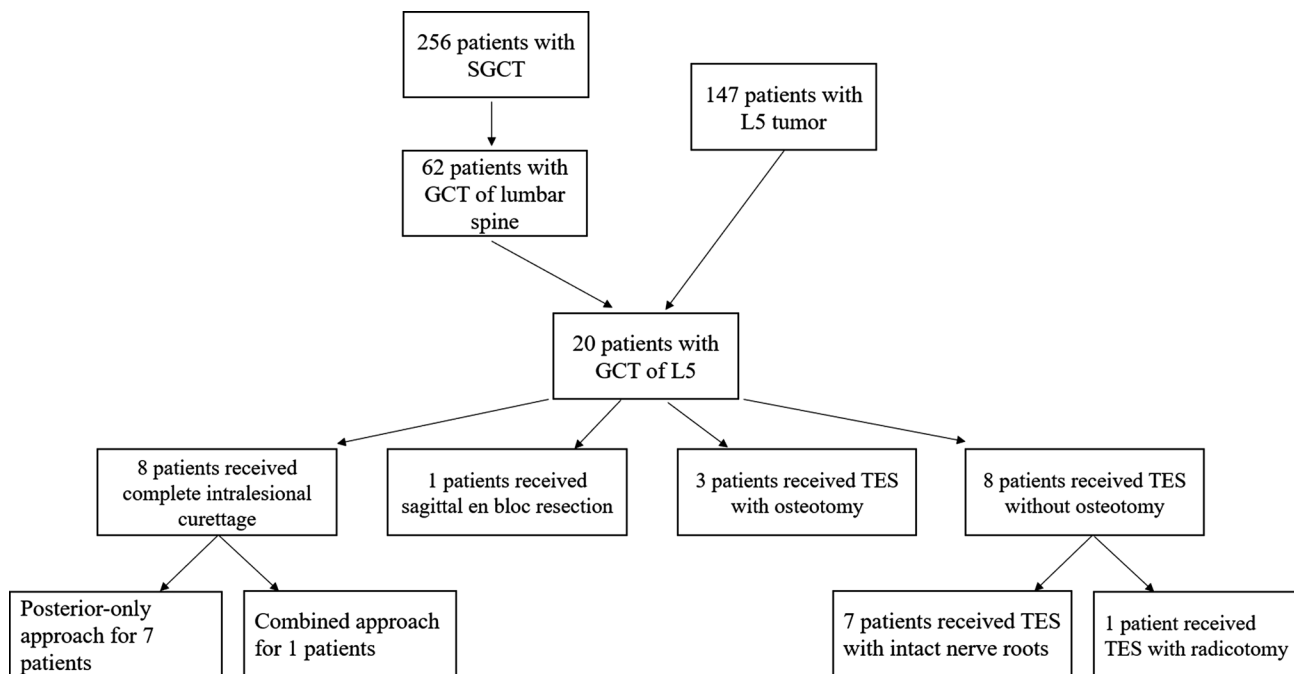 256 patients with
SGCT
147 patients with
L5 tumor
62 patients with
GCT of lumbar
spine
20 patients with
GCT of L5
8 patients received
complete intralesional
curettage
1 patients received
sagittal en bloc resection
3 patients received TES
with osteotomy
8 patients received TES
without osteotomy
Posterior-only
approach for 7
patients
Combined approach
for 1 patients
7 patients received TES
with intact nerve roots
1 patient received
TES with radicotomy